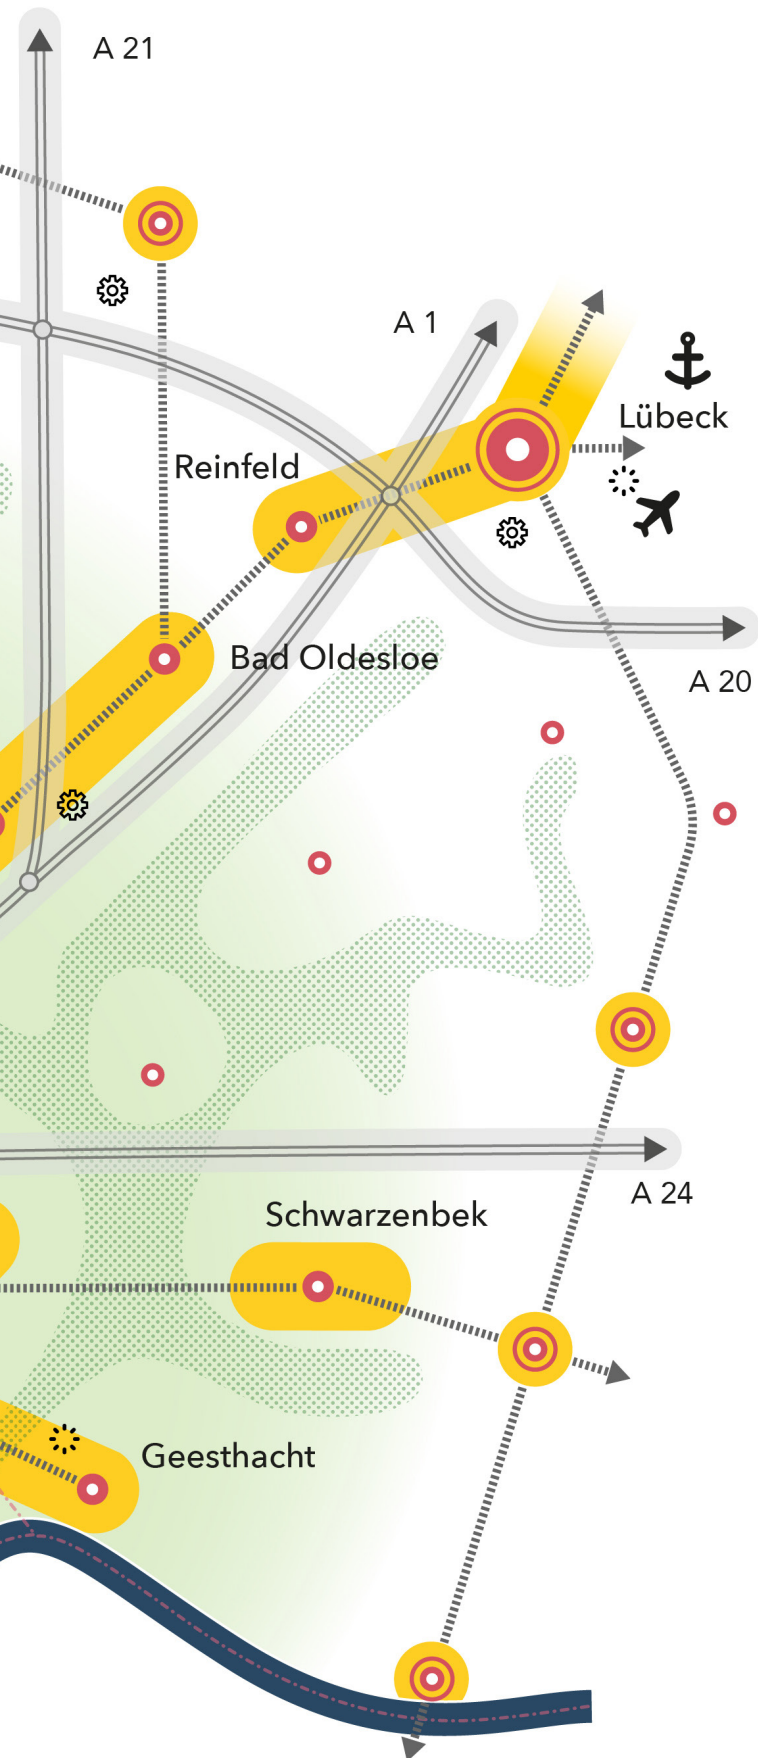 A 21
A 1
Lübeck
Reinfeld
Bad Oldesloe
A 20
A 24
Schwarzenbek
Geesthacht